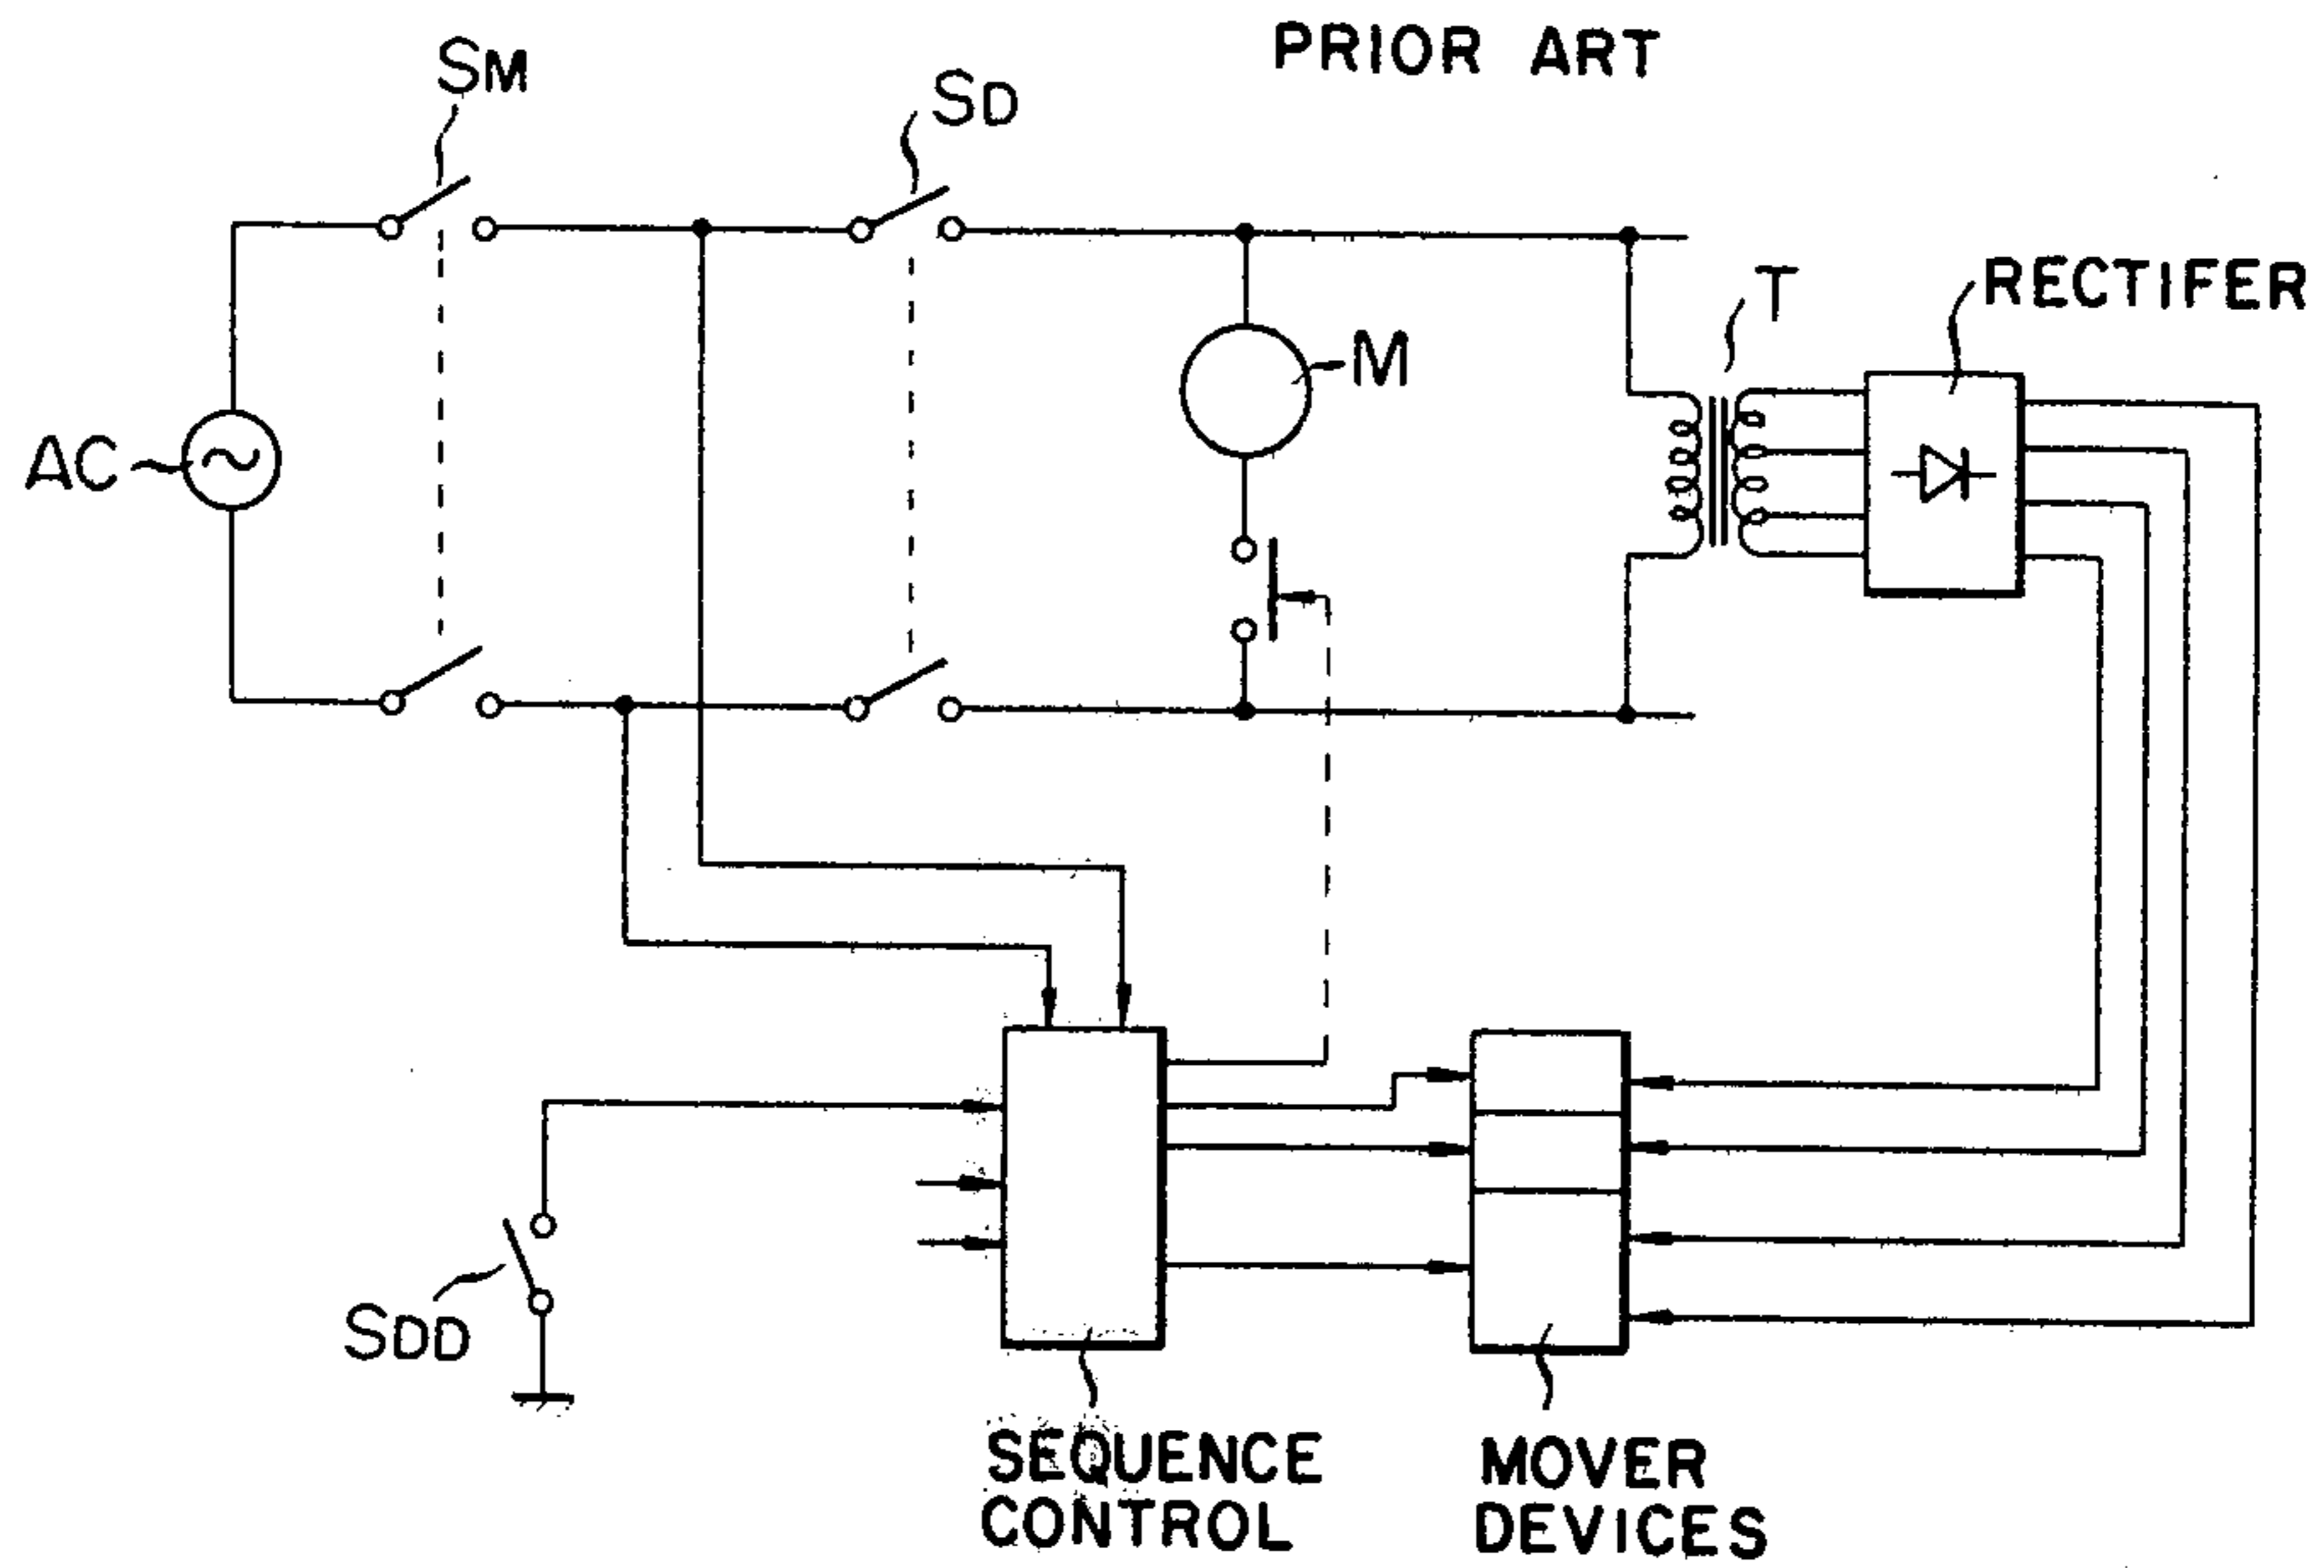 PRIOR ART
SM
SD
T
RECTIFER
M
AC
SDD
SEQUENCE
CONTROL
MOVER
DEVICES